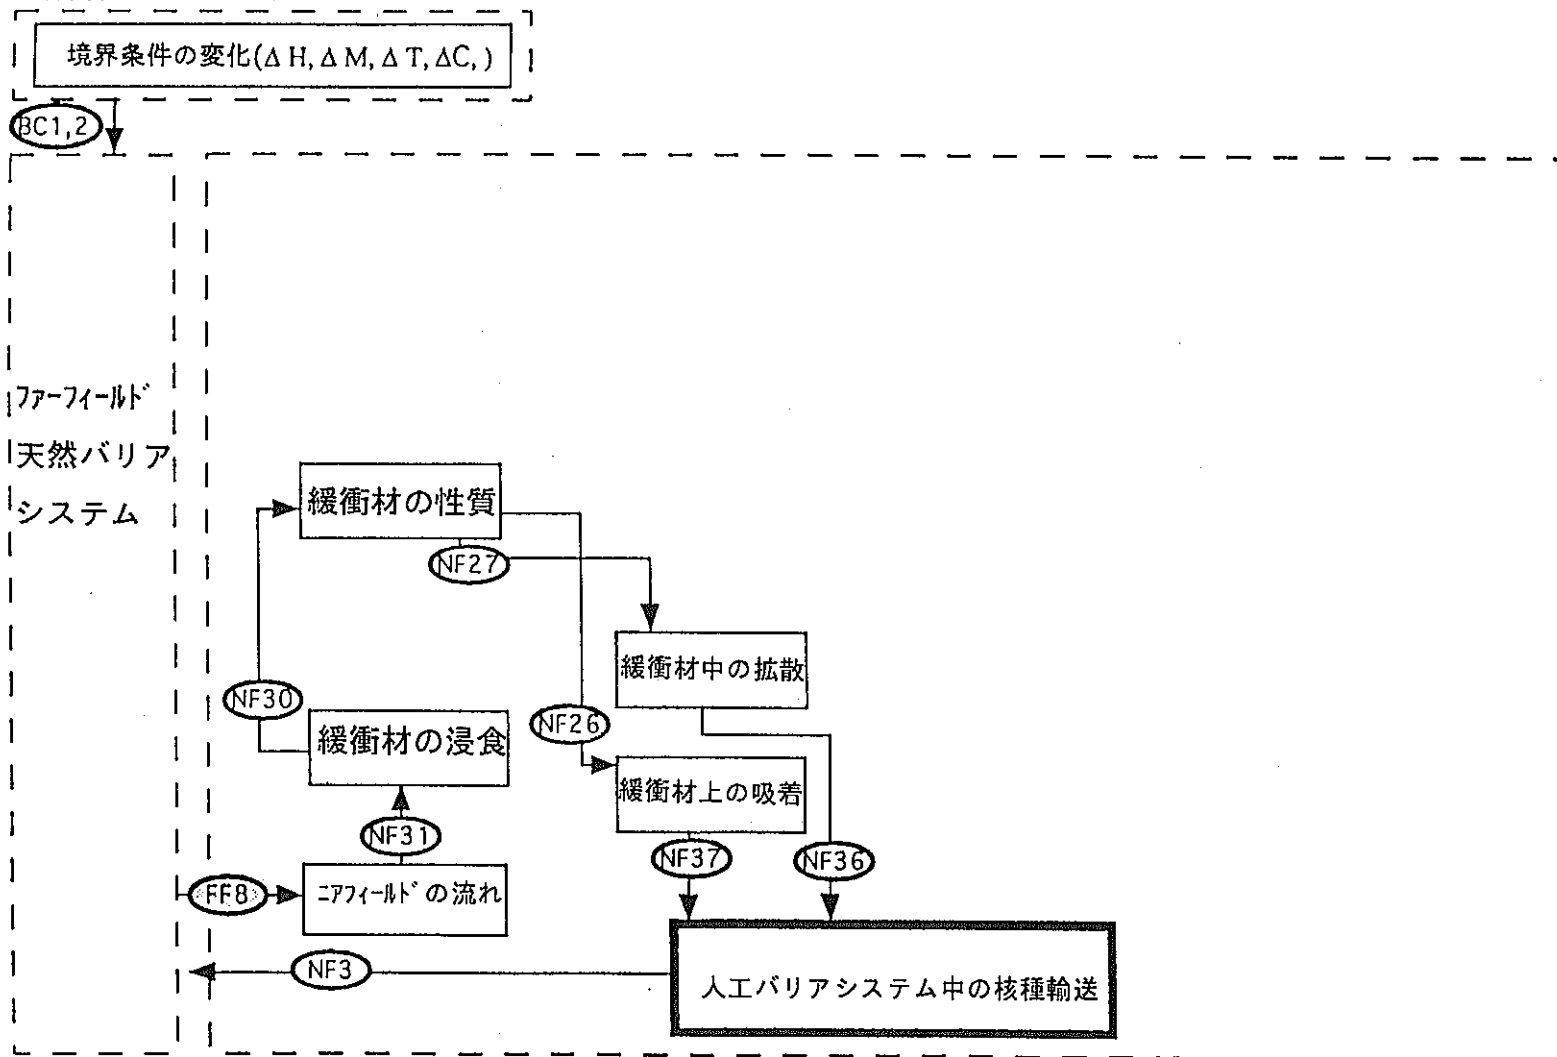 境界条件の変化(Δ H, Δ M, Δ T, ΔC, )
BC1,2
ファーフィールド
天然バリア
システム
緩衝材の性質
NF27
緩衝材中の拡散
NF30
NF26
緩衝材の浸食
緩衝材上の吸着
NF31
NF37
NF36
FF8
ニアフィールドの流れ
NF3
人工バリアシステム中の核種輸送